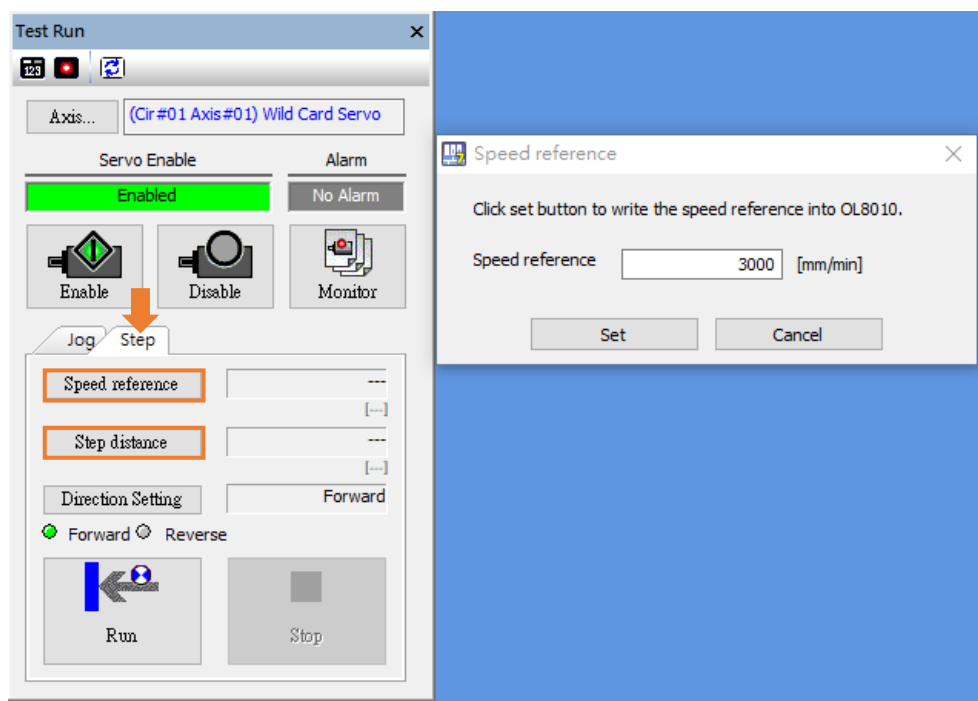 Test Run
123
Axis... (Cir#01 Axis#01) Wild Card Servo
Servo Enable Alarm
Enabled No Alarm
Enable Disable Monitor
Jog Step
Speed reference ---
[---]
Step distance ---
[---]
Direction Setting Forward
Forward Reverse
Run Stop
Speed reference
Click set button to write the speed reference into OL8010.
Speed reference 3000 [mm/min]
Set Cancel